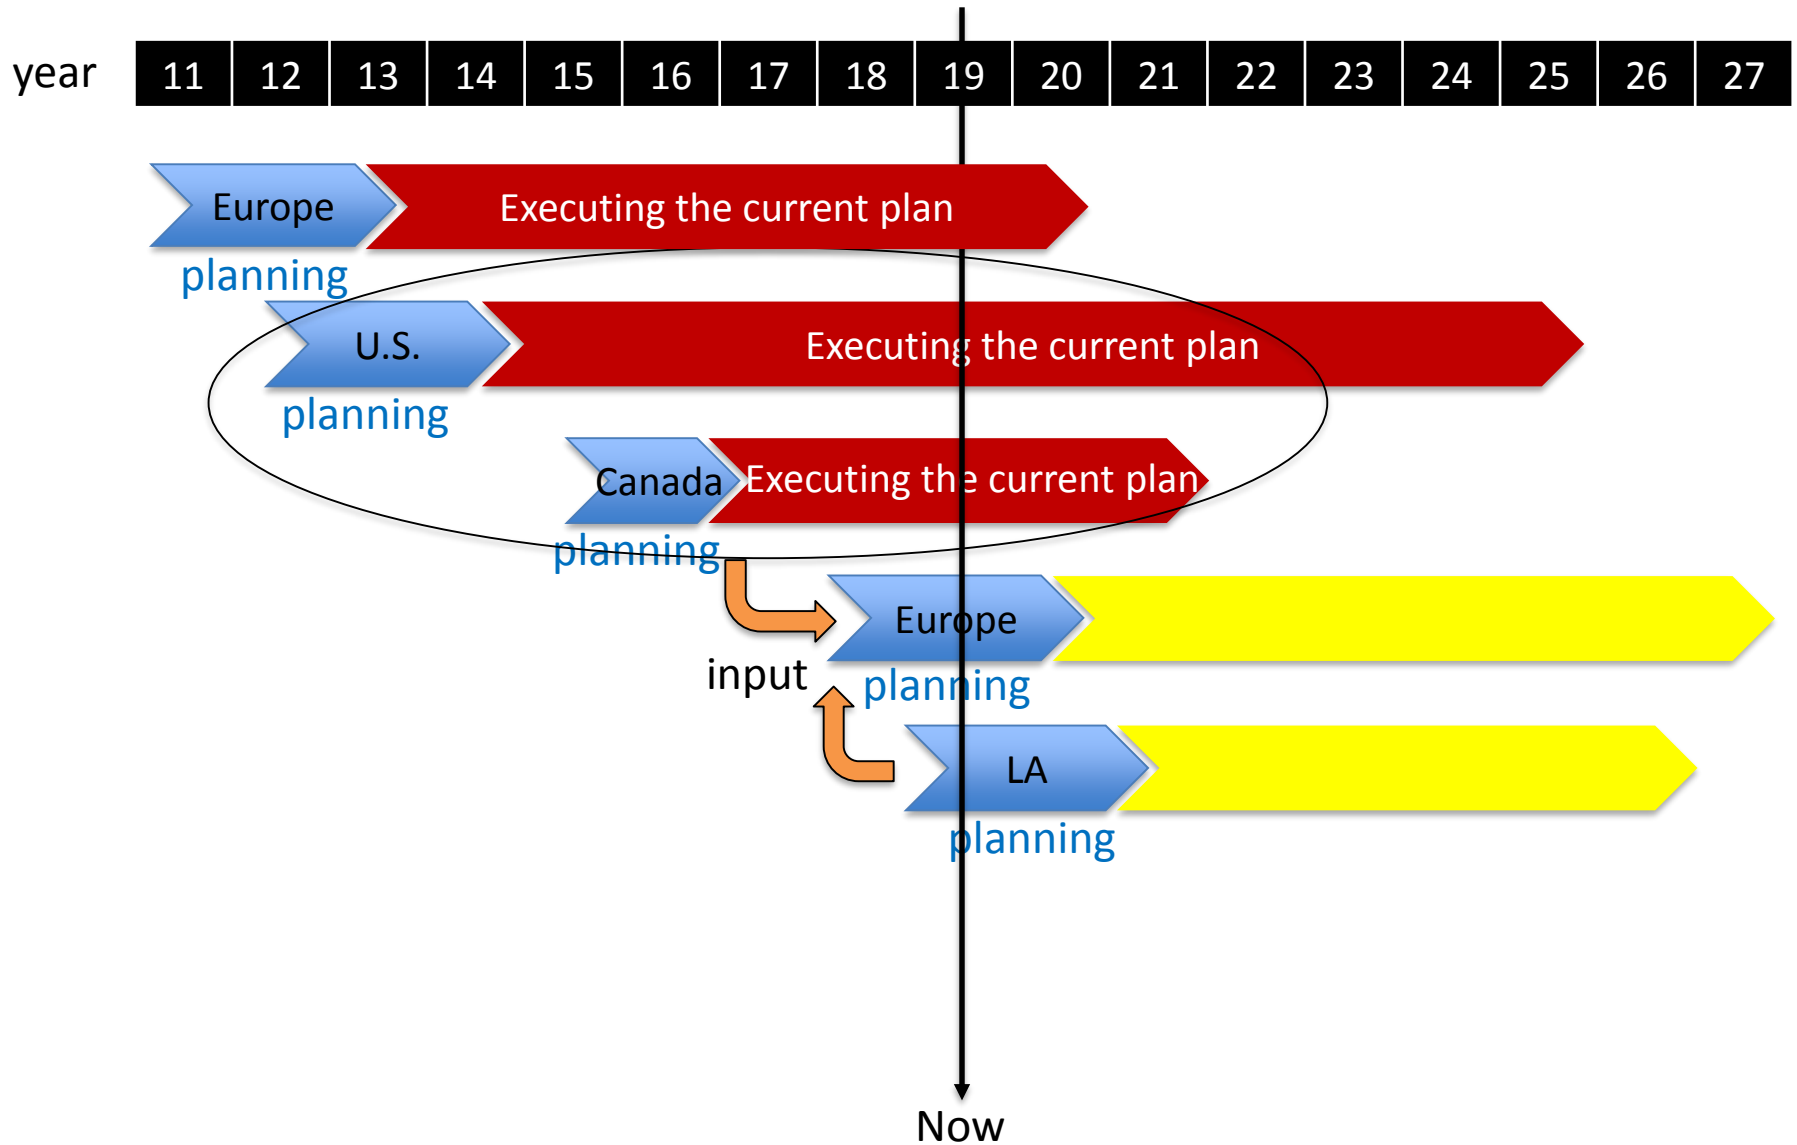 year 11 12 13 14 15 16 17 18 19 20 21 22 23 24 25 26 27
Europe Executing the current plan
planning
U.S. Executing the current plan
planning
Canada Executing the current plan
planning
Europe
input planning
LA
planning
Now